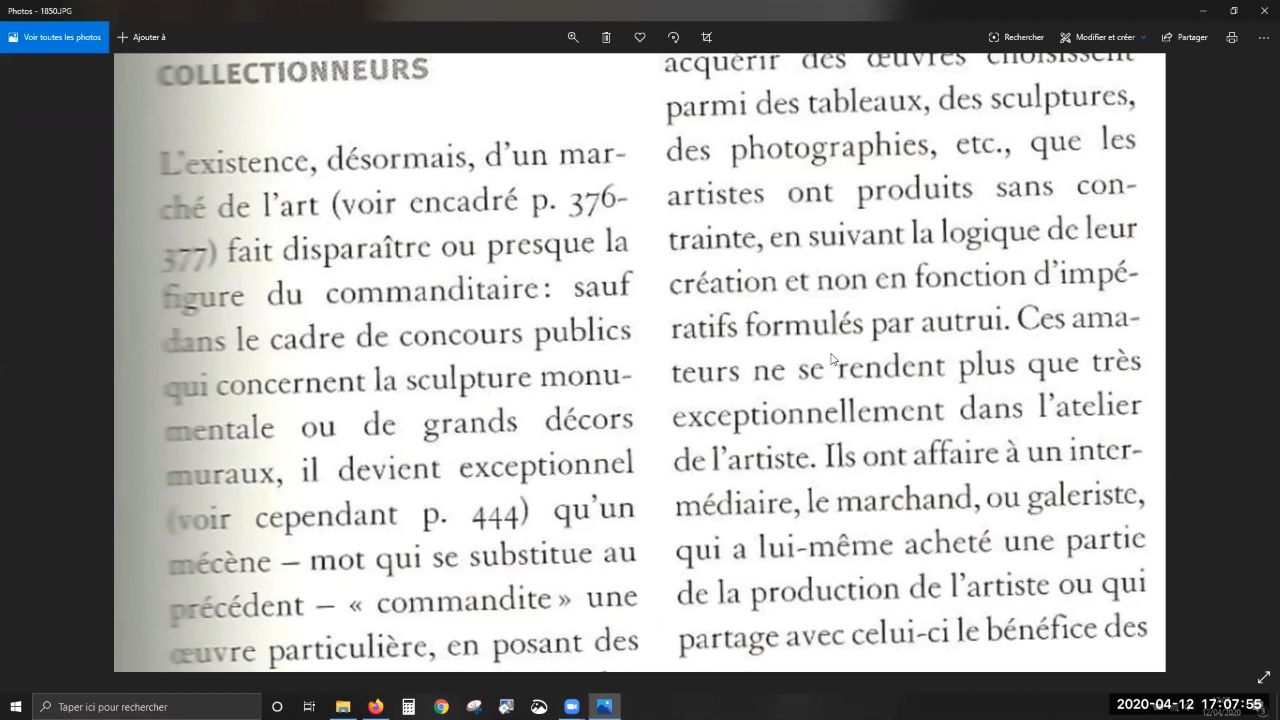 Photos - 1850.JPG
Voir toutes les photos
Ajouter à
Rechercher
Modifier et créer
Partager
COLLECTIONNEURS
L'existence, désormais, d'un mar-
ché de l'art (voir encadré p. 376-
377) fait disparaître ou presque la
figure du commanditaire : sauf
dans le cadre de concours publics
qui concernent la sculpture monu-
mentale ou de grands décors
muraux, il devient exceptionnel
(voir cependant p. 444) qu'un
mécène – mot qui se substitue au
précédent – « commandite » une
œuvre particulière, en posant des
acquérir des œuvres choisissent
parmi des tableaux, des sculptures,
des photographies, etc., que les
artistes ont produits sans con-
trainte, en suivant la logique de leur
création et non en fonction d'impé-
ratifs formulés par autrui. Ces ama-
teurs ne se rendent plus que très
exceptionnellement dans l'atelier
de l'artiste. Ils ont affaire à un inter-
médiaire, le marchand, ou galeriste,
qui a lui-même acheté une partie
de la production de l'artiste ou qui
partage avec celui-ci le bénéfice des
Taper ici pour rechercher
2020-04-12 17:07:55
12/04/2020